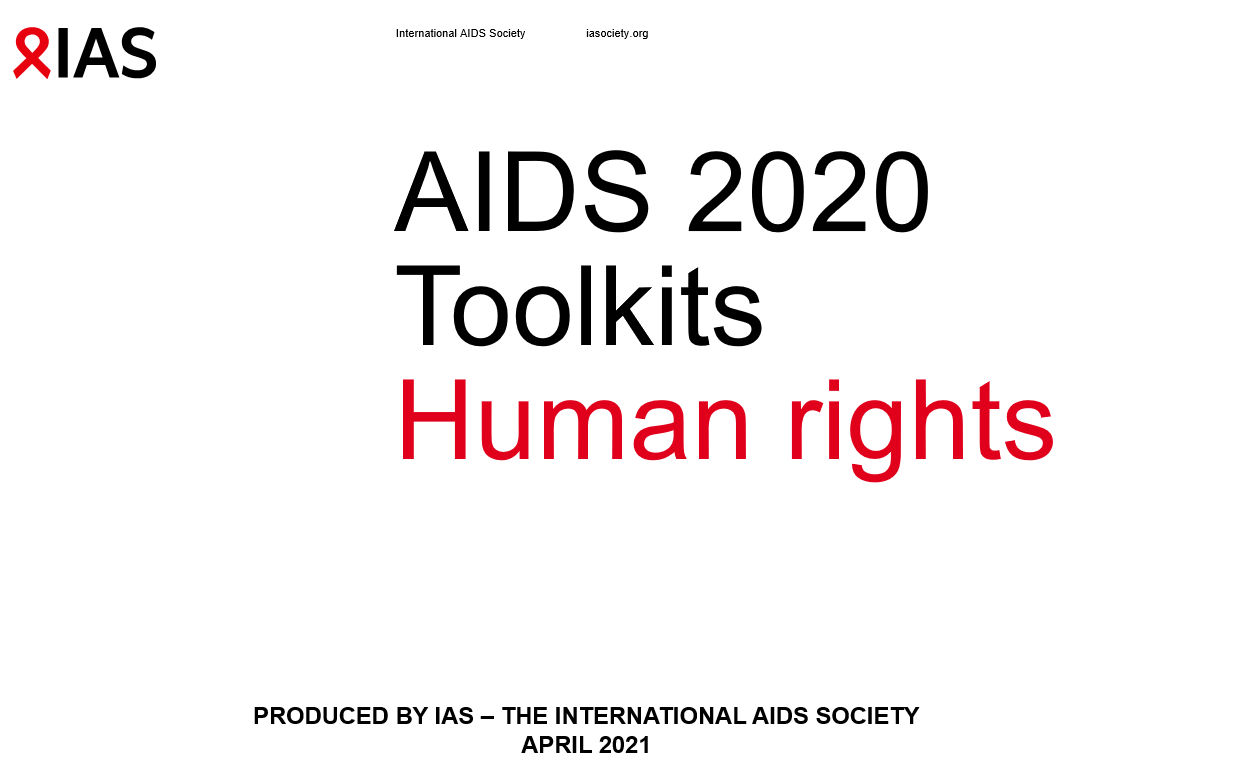 IAS
International AIDS Society
iasociety.org
AIDS 2020
Toolkits
Human rights
PRODUCED BY IAS – THE INTERNATIONAL AIDS SOCIETY
APRIL 2021